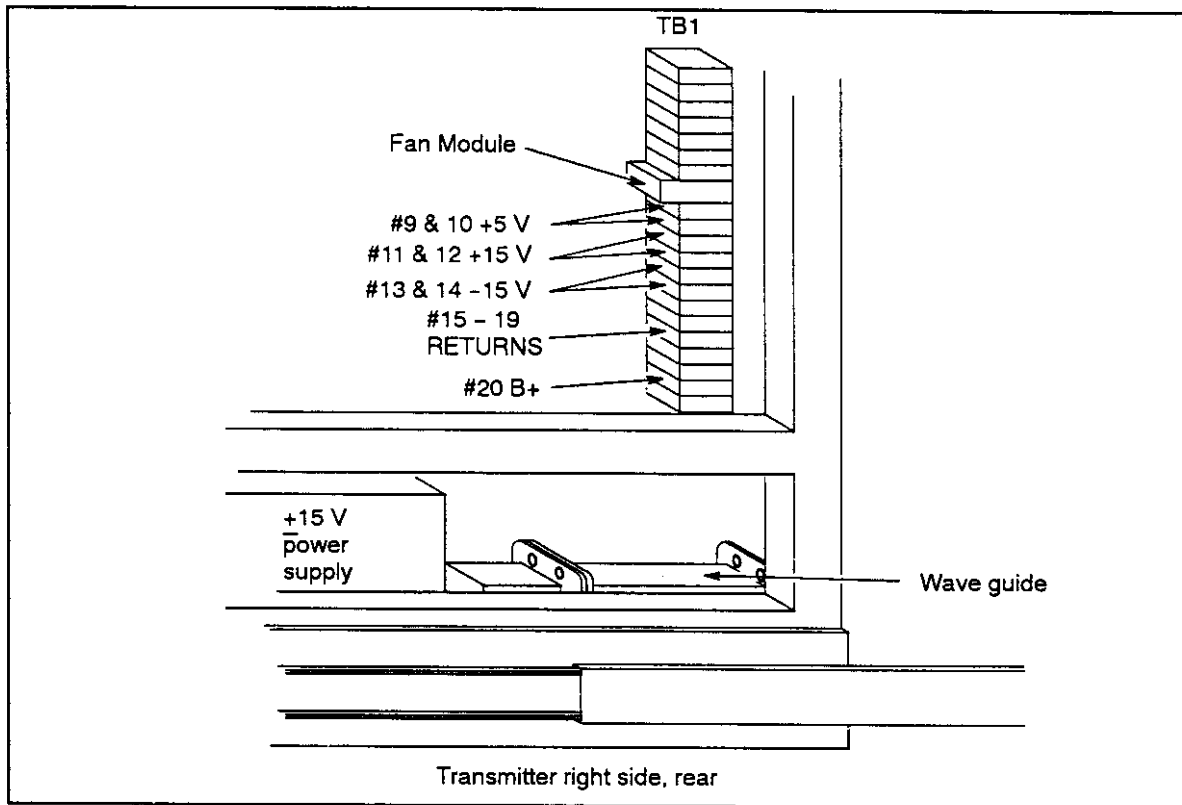 TB1
Fan Module
#9 & 10 +5 V
#11 & 12 +15 V
#13 & 14 –15 V
#15 – 19
RETURNS
#20 B+
±15 V
power
supply
Wave guide
Transmitter right side, rear